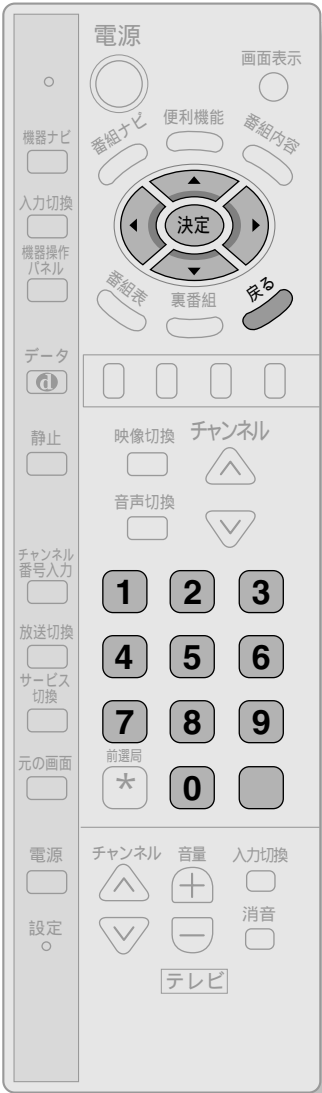 電源
画面表示
機器ナビ
番組ナビ
便利機能
番組内容
入力切換
決定
機器操作
パネル
番組表
裏番組
戻る
データ
d
静止
映像切換
チャンネル
音声切換
チャンネル
番号入力
1 2 3
放送切換
4 5 6
サービス
切換
7 8 9
元の画面
前選局
* 0
電源
チャンネル
音量
入力切換
設定
消音
テレビ